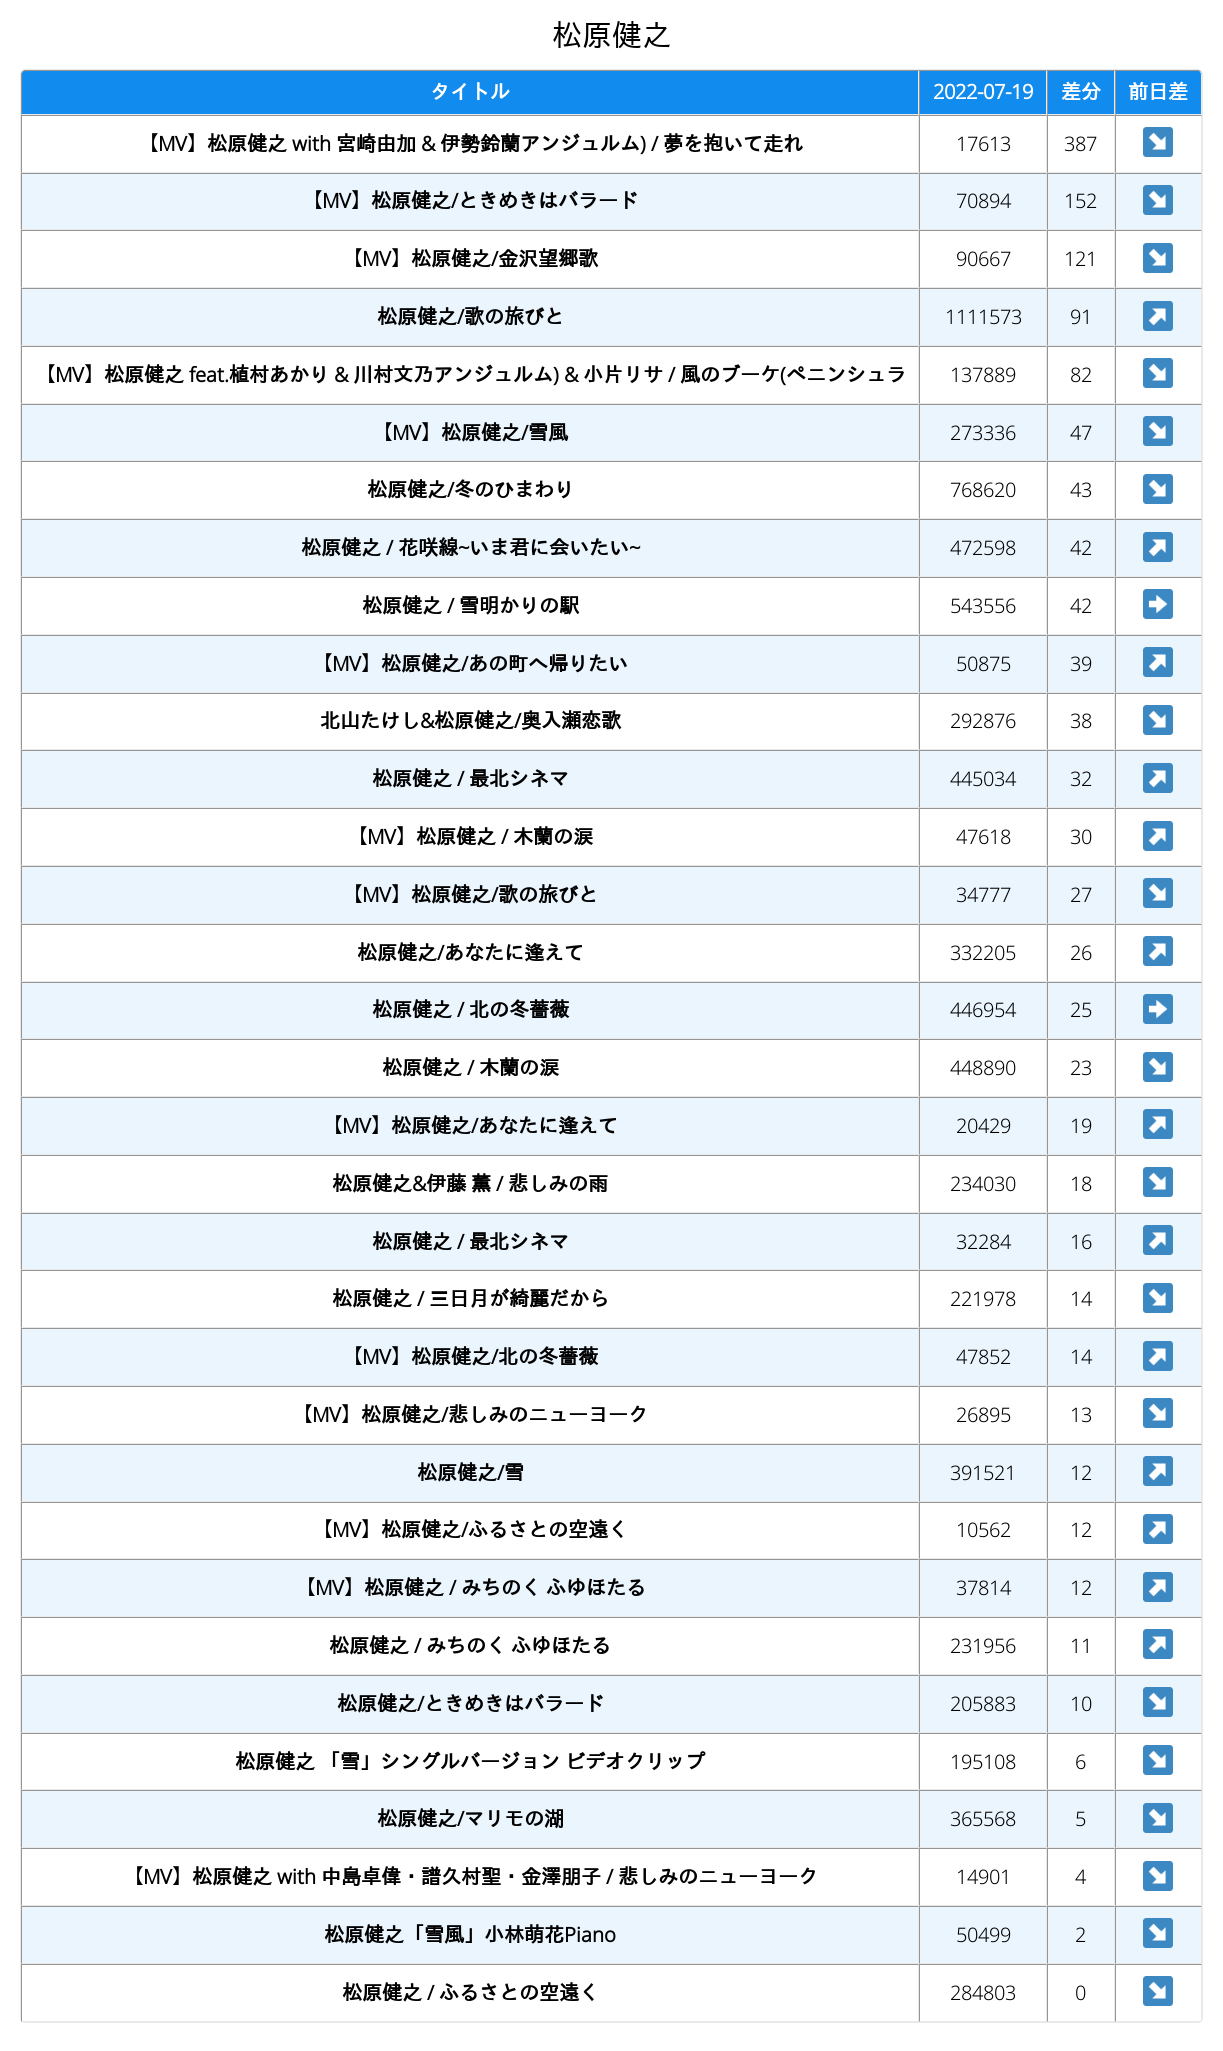 松原健之
タイトル 2022-07-19 差分 前日差
【MV】松原健之 with 宮崎由加 & 伊勢鈴蘭アンジュルム) / 夢を抱いて走れ 17613 387
【MV】松原健之/ときめきはバラード 70894 152
【MV】松原健之/金沢望郷歌 90667 121
松原健之/歌の旅びと 1111573 91
【MV】松原健之 feat.植村あかり & 川村文乃アンジュルム) & 小片リサ / 風のブーケ(ペニンシュラ 137889 82
【MV】松原健之/雪風 273336 47
松原健之/冬のひまわり 768620 43
松原健之 / 花咲線~いま君に会いたい~ 472598 42
松原健之 / 雪明かりの駅 543556 42
【MV】松原健之/あの町へ帰りたい 50875 39
北山たけし&松原健之/奥入瀬恋歌 292876 38
松原健之 / 最北シネマ 445034 32
【MV】松原健之 / 木蘭の涙 47618 30
【MV】松原健之/歌の旅びと 34777 27
松原健之/あなたに逢えて 332205 26
松原健之 / 北の冬薔薇 446954 25
松原健之 / 木蘭の涙 448890 23
【MV】松原健之/あなたに逢えて 20429 19
松原健之&伊藤 薫 / 悲しみの雨 234030 18
松原健之 / 最北シネマ 32284 16
松原健之 / 三日月が綺麗だから 221978 14
【MV】松原健之/北の冬薔薇 47852 14
【MV】松原健之/悲しみのニューヨーク 26895 13
松原健之/雪 391521 12
【MV】松原健之/ふるさとの空遠く 10562 12
【MV】松原健之 / みちのく ふゆほたる 37814 12
松原健之 / みちのく ふゆほたる 231956 11
松原健之/ときめきはバラード 205883 10
松原健之 「雪」シングルバージョン ビデオクリップ 195108 6
松原健之/マリモの湖 365568 5
【MV】松原健之 with 中島卓偉・譜久村聖・金澤朋子 / 悲しみのニューヨーク 14901 4
松原健之「雪風」小林萌花Piano 50499 2
松原健之 / ふるさとの空遠く 284803 0